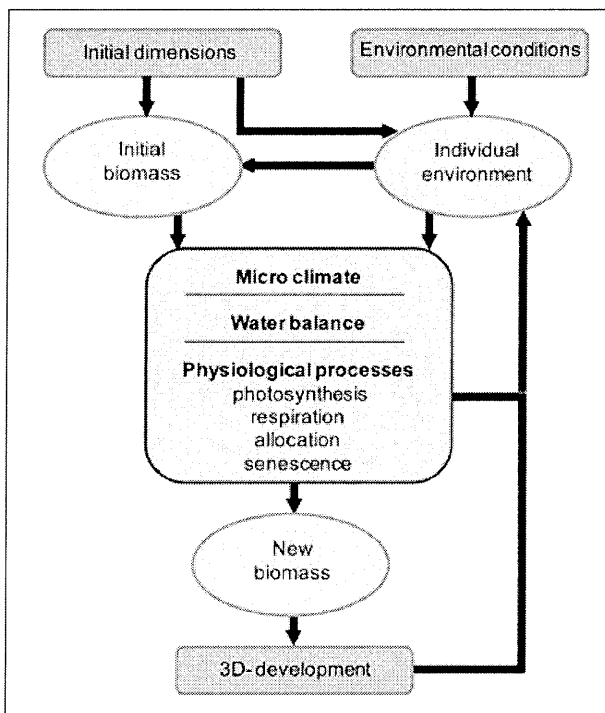 Initial dimensions
Environmental conditions
Initial
biomass
Individual
environment
Micro climate
Water balance
Physiological processes
photosynthesis
respiration
allocation
senescence
New
biomass
3D- development